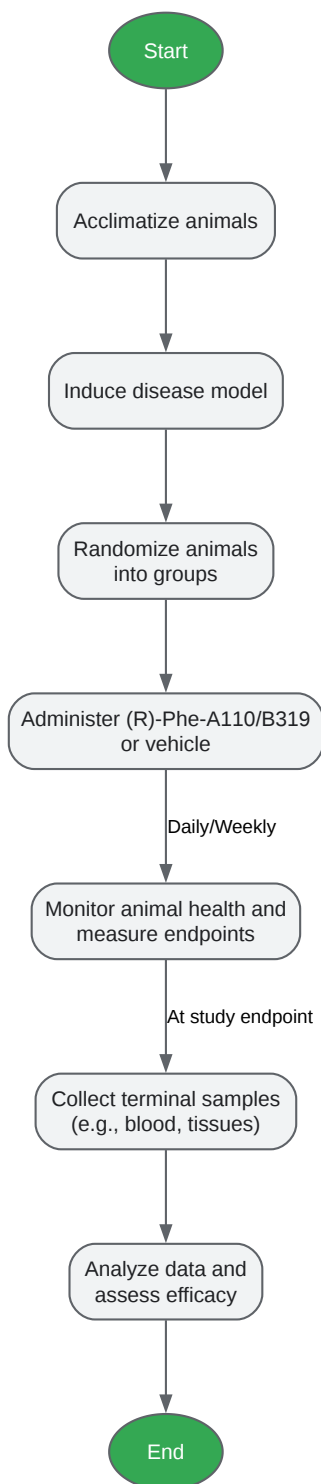 Start
Acclimatize animals
Induce disease model
Randomize animals
into groups
Administer (R)-Phe-A110/B319
or vehicle
Daily/Weekly
Monitor animal health and
measure endpoints
At study endpoint
Collect terminal samples
(e.g., blood, tissues)
Analyze data and
assess efficacy
End